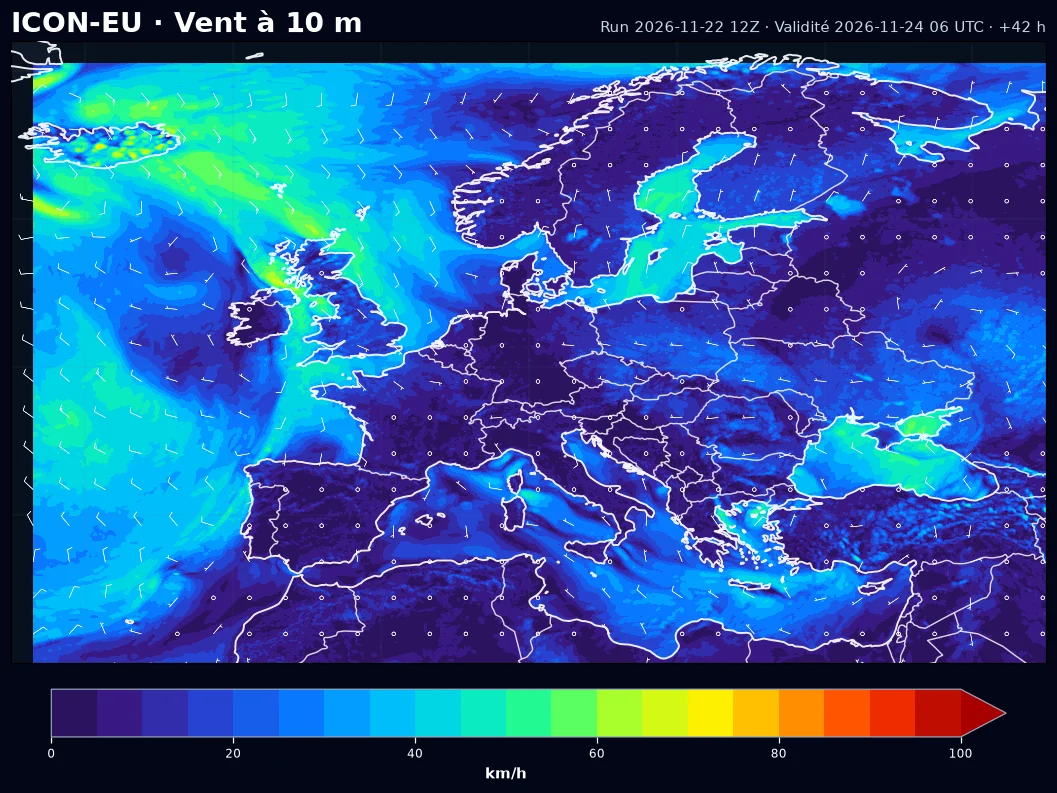 ICON-EU · Vent à 10 m
Run 2026-11-22 12Z · Validité 2026-11-24 06 UTC · +42 h
0 20 40 60 80 100
km/h